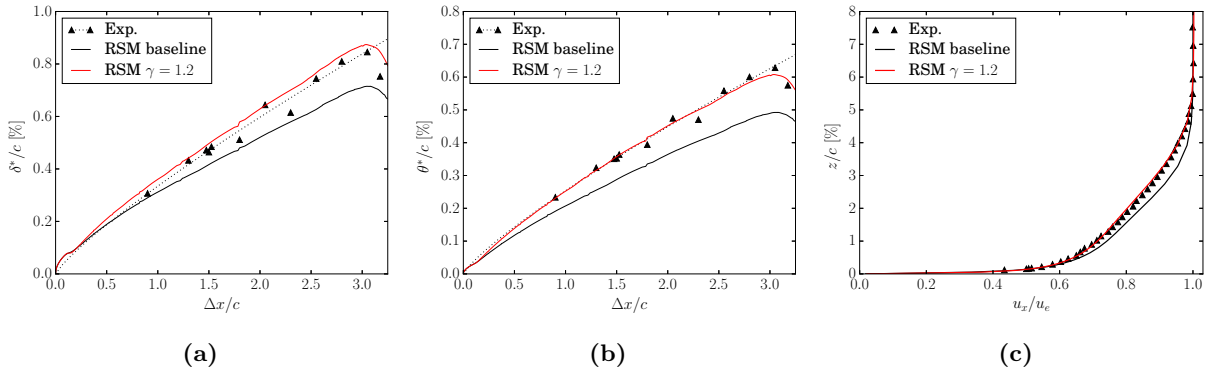 Exp.
RSM baseline
RSM γ = 1.2
δ*/c [%]
1.0
0.8
0.6
0.4
0.2
0.0
0.0 0.5 1.0 1.5 2.0 2.5 3.0
Δx/c
(a)
Exp.
RSM baseline
RSM γ = 1.2
θ*/c [%]
0.8
0.7
0.6
0.5
0.4
0.3
0.2
0.1
0.0
0.0 0.5 1.0 1.5 2.0 2.5 3.0
Δx/c
(b)
Exp.
RSM baseline
RSM γ = 1.2
z/c [%]
8
7
6
5
4
3
2
1
0
0.0 0.2 0.4 0.6 0.8 1.0
u_x/u_e
(c)